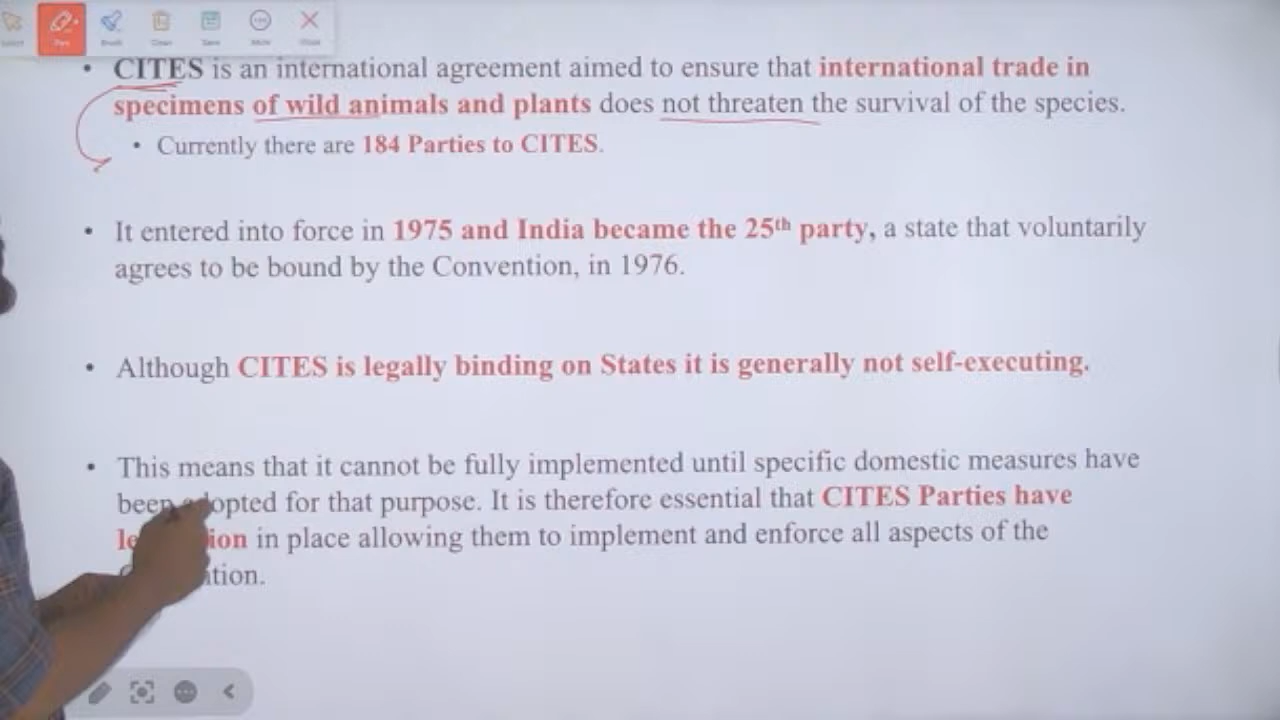 • CITES is an international agreement aimed to ensure that international trade in
specimens of wild animals and plants does not threaten the survival of the species.
• Currently there are 184 Parties to CITES.
• It entered into force in 1975 and India became the 25th party, a state that voluntarily
agrees to be bound by the Convention, in 1976.
• Although CITES is legally binding on States it is generally not self-executing.
• This means that it cannot be fully implemented until specific domestic measures have
been adopted for that purpose. It is therefore essential that CITES Parties have
in place allowing them to implement and enforce all aspects of the